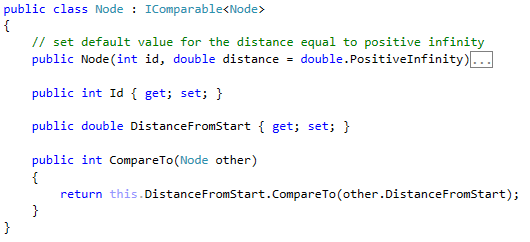 public class Node : IComparable<Node>
{
    // set default value for the distance equal to positive infinity
    public Node(int id, double distance = double.PositiveInfinity)...
    public int Id { get; set; }
    public double DistanceFromStart { get; set; }
    public int CompareTo(Node other)
    {
        return this.DistanceFromStart.CompareTo(other.DistanceFromStart);
    }
}